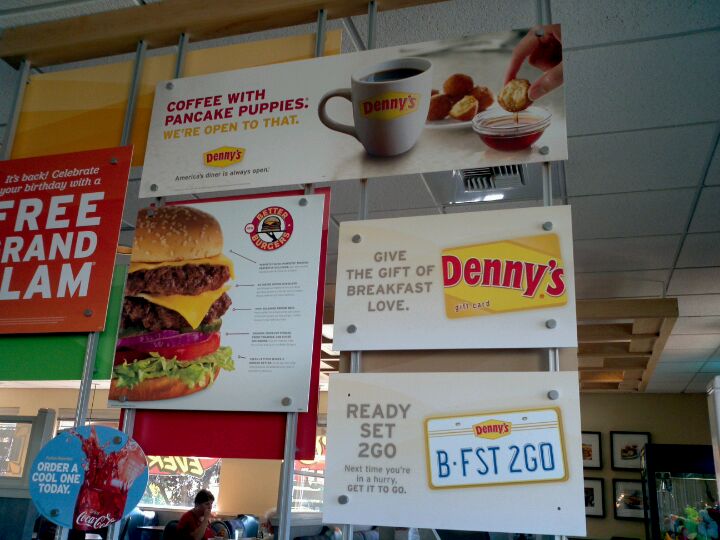 COFFEE WITH
PANCAKE PUPPIES.
WE'RE OPEN TO THAT.
Denny's
America's diner is always open.
Denny's
It's back! Celebrate
your birthday with a
FREE
GRAND
SLAM
BETTER
BURGERS
GIVE
THE GIFT OF
BREAKFAST
LOVE.
Denny's
gift card
READY
SET
2GO
Next time you're
in a hurry,
GET IT TO GO.
Denny's
B·FST 2GO
ORDER A
COOL ONE
TODAY.
Coca-Cola